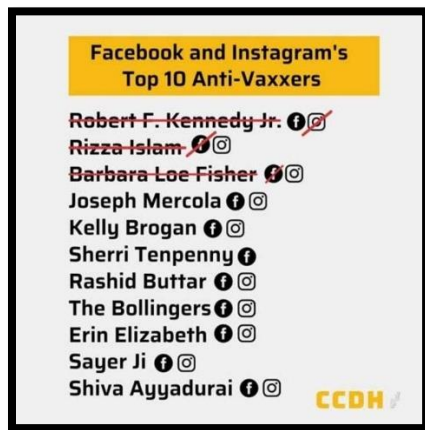 Facebook and Instagram's
Top 10 Anti-Vaxxers
Robert F. Kennedy Jr.
Rizza Islam
Barbara Loe Fisher
Joseph Mercola
Kelly Brogan
Sherri Tenpenny
Rashid Buttar
The Bollingers
Erin Elizabeth
Sayer Ji
Shiva Ayyadurai
CCDH